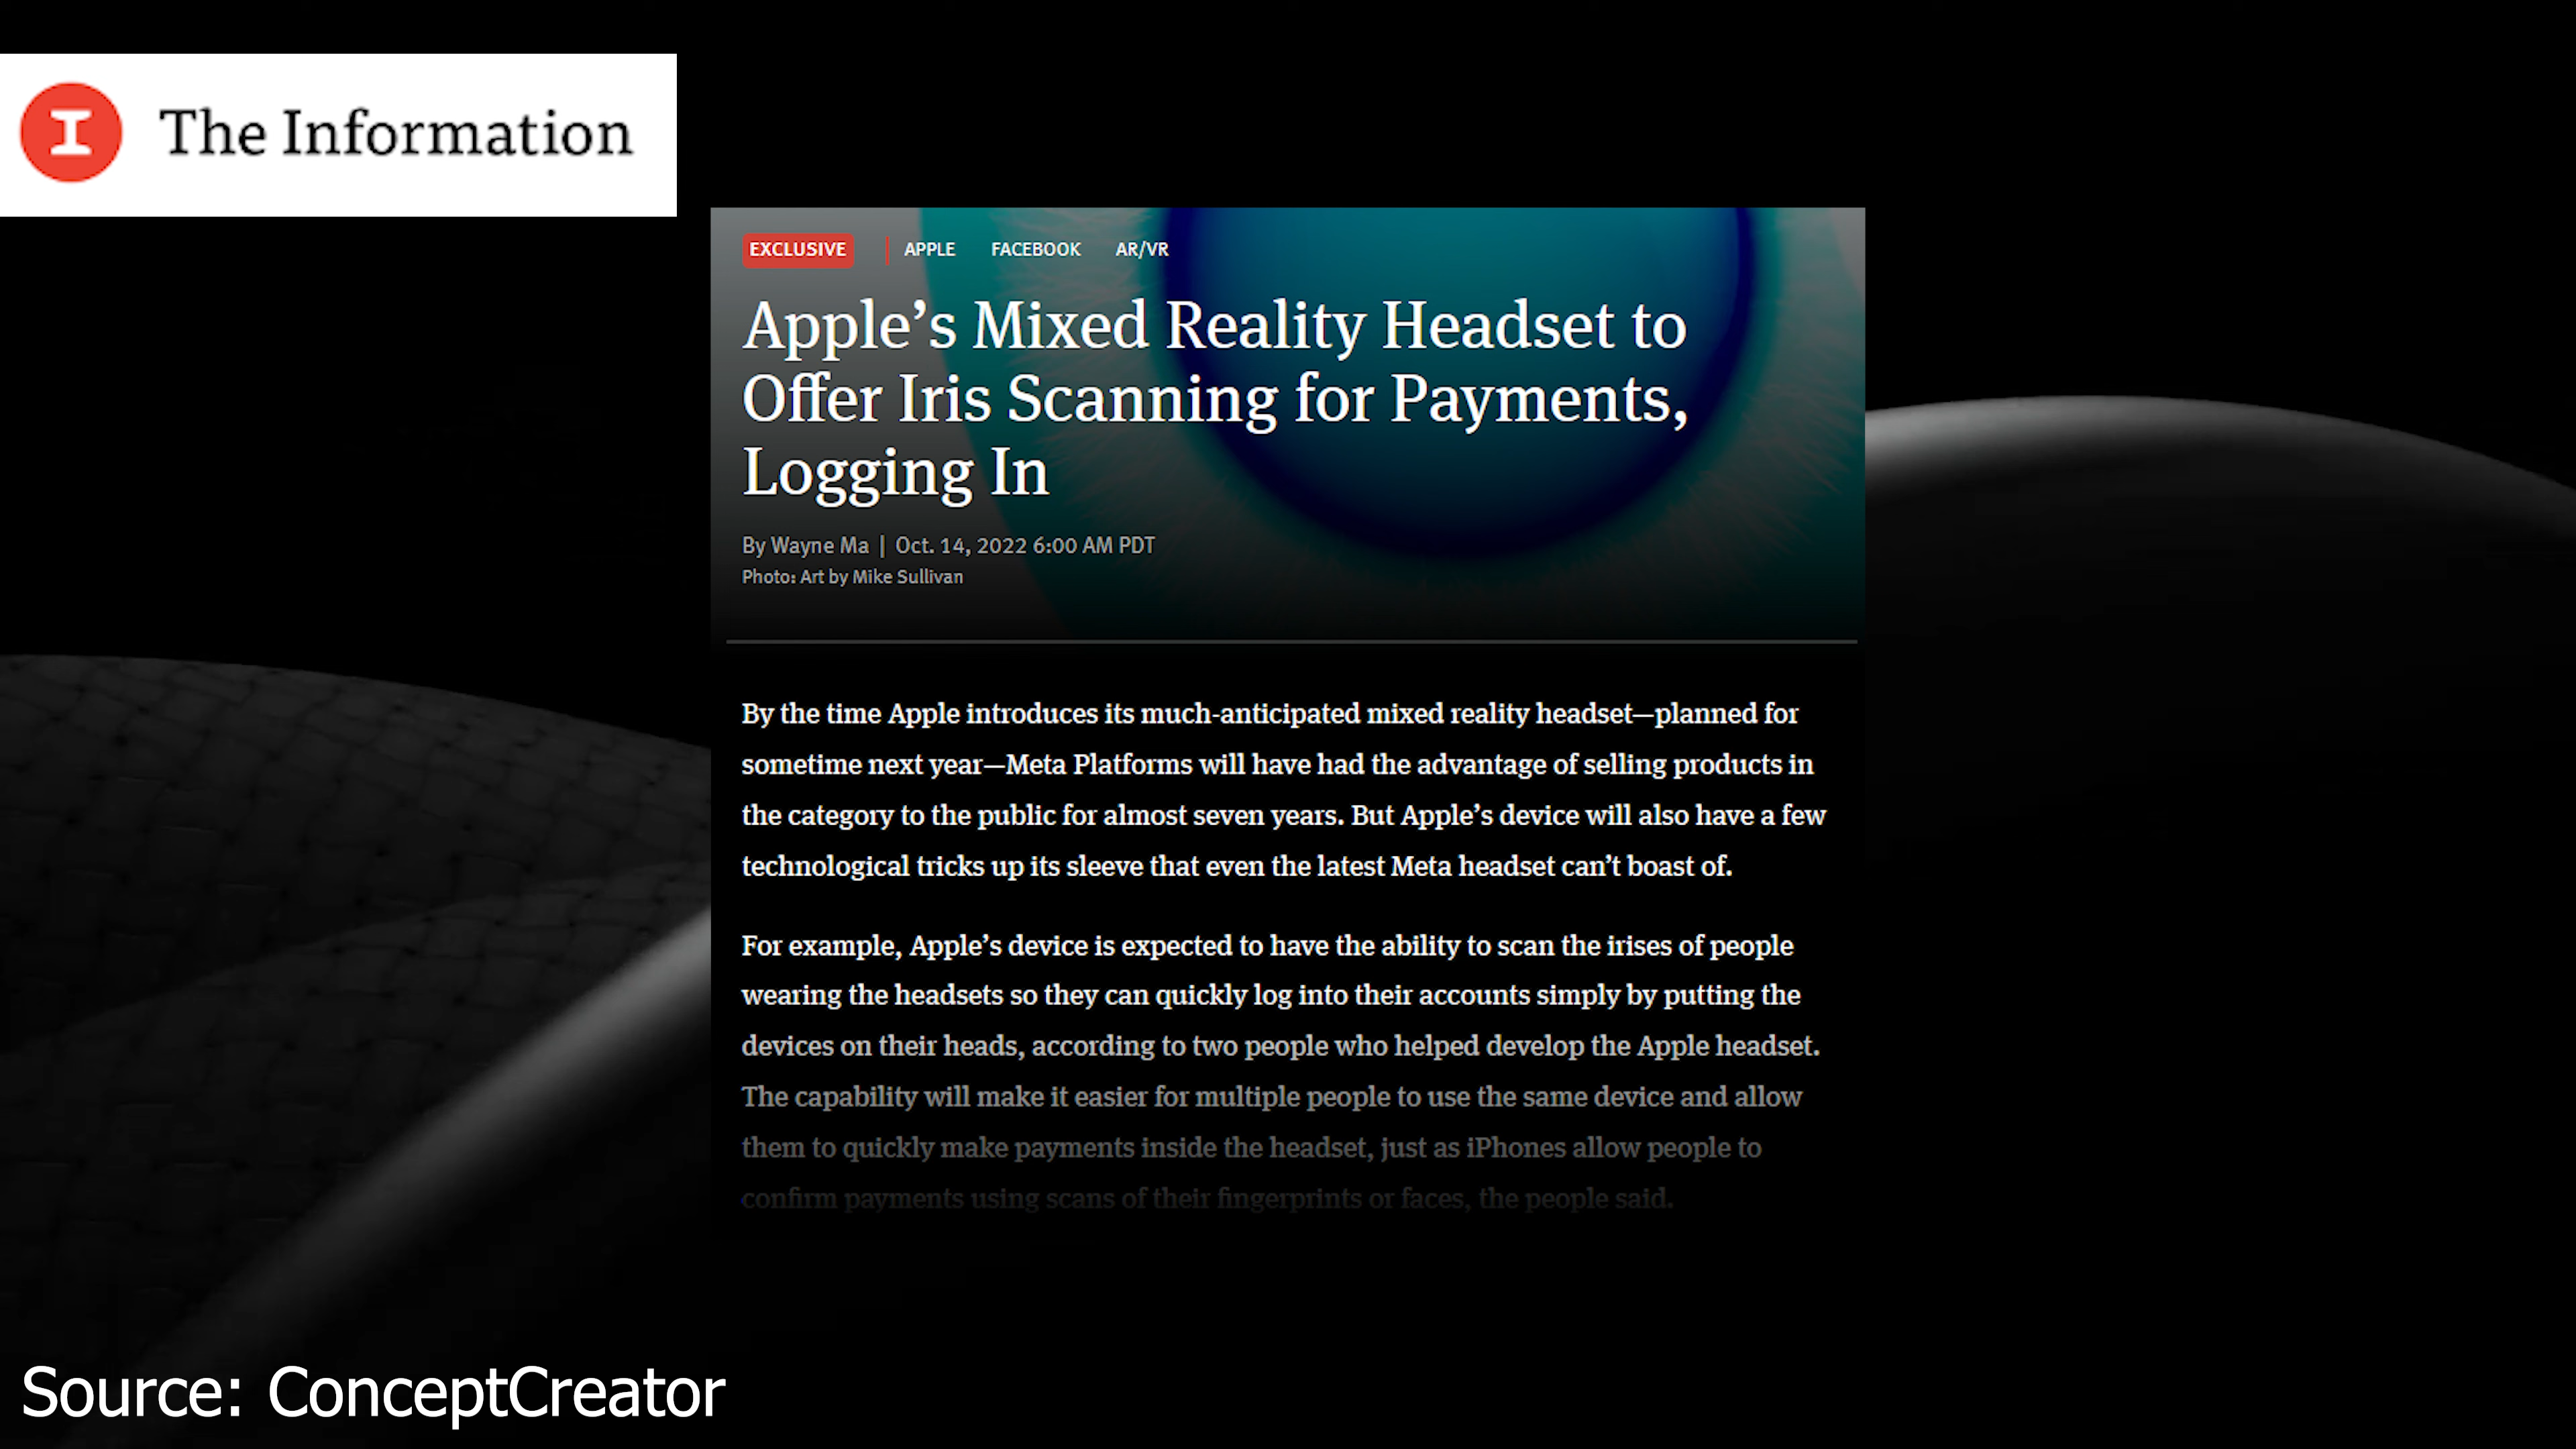 The Information
EXCLUSIVE | APPLE FACEBOOK AR/VR
Apple’s Mixed Reality Headset to
Offer Iris Scanning for Payments,
Logging In
By Wayne Ma | Oct. 14, 2022 6:00 AM PDT
Photo: Art by Mike Sullivan
By the time Apple introduces its much-anticipated mixed reality headset—planned for
sometime next year—Meta Platforms will have had the advantage of selling products in
the category to the public for almost seven years. But Apple’s device will also have a few
technological tricks up its sleeve that even the latest Meta headset can’t boast of.
For example, Apple’s device is expected to have the ability to scan the irises of people
wearing the headsets so they can quickly log into their accounts simply by putting the
devices on their heads, according to two people who helped develop the Apple headset.
The capability will make it easier for multiple people to use the same device and allow
them to quickly make payments inside the headset, just as iPhones allow people to
confirm payments using scans of their fingerprints or faces, the people said.
Source: ConceptCreator